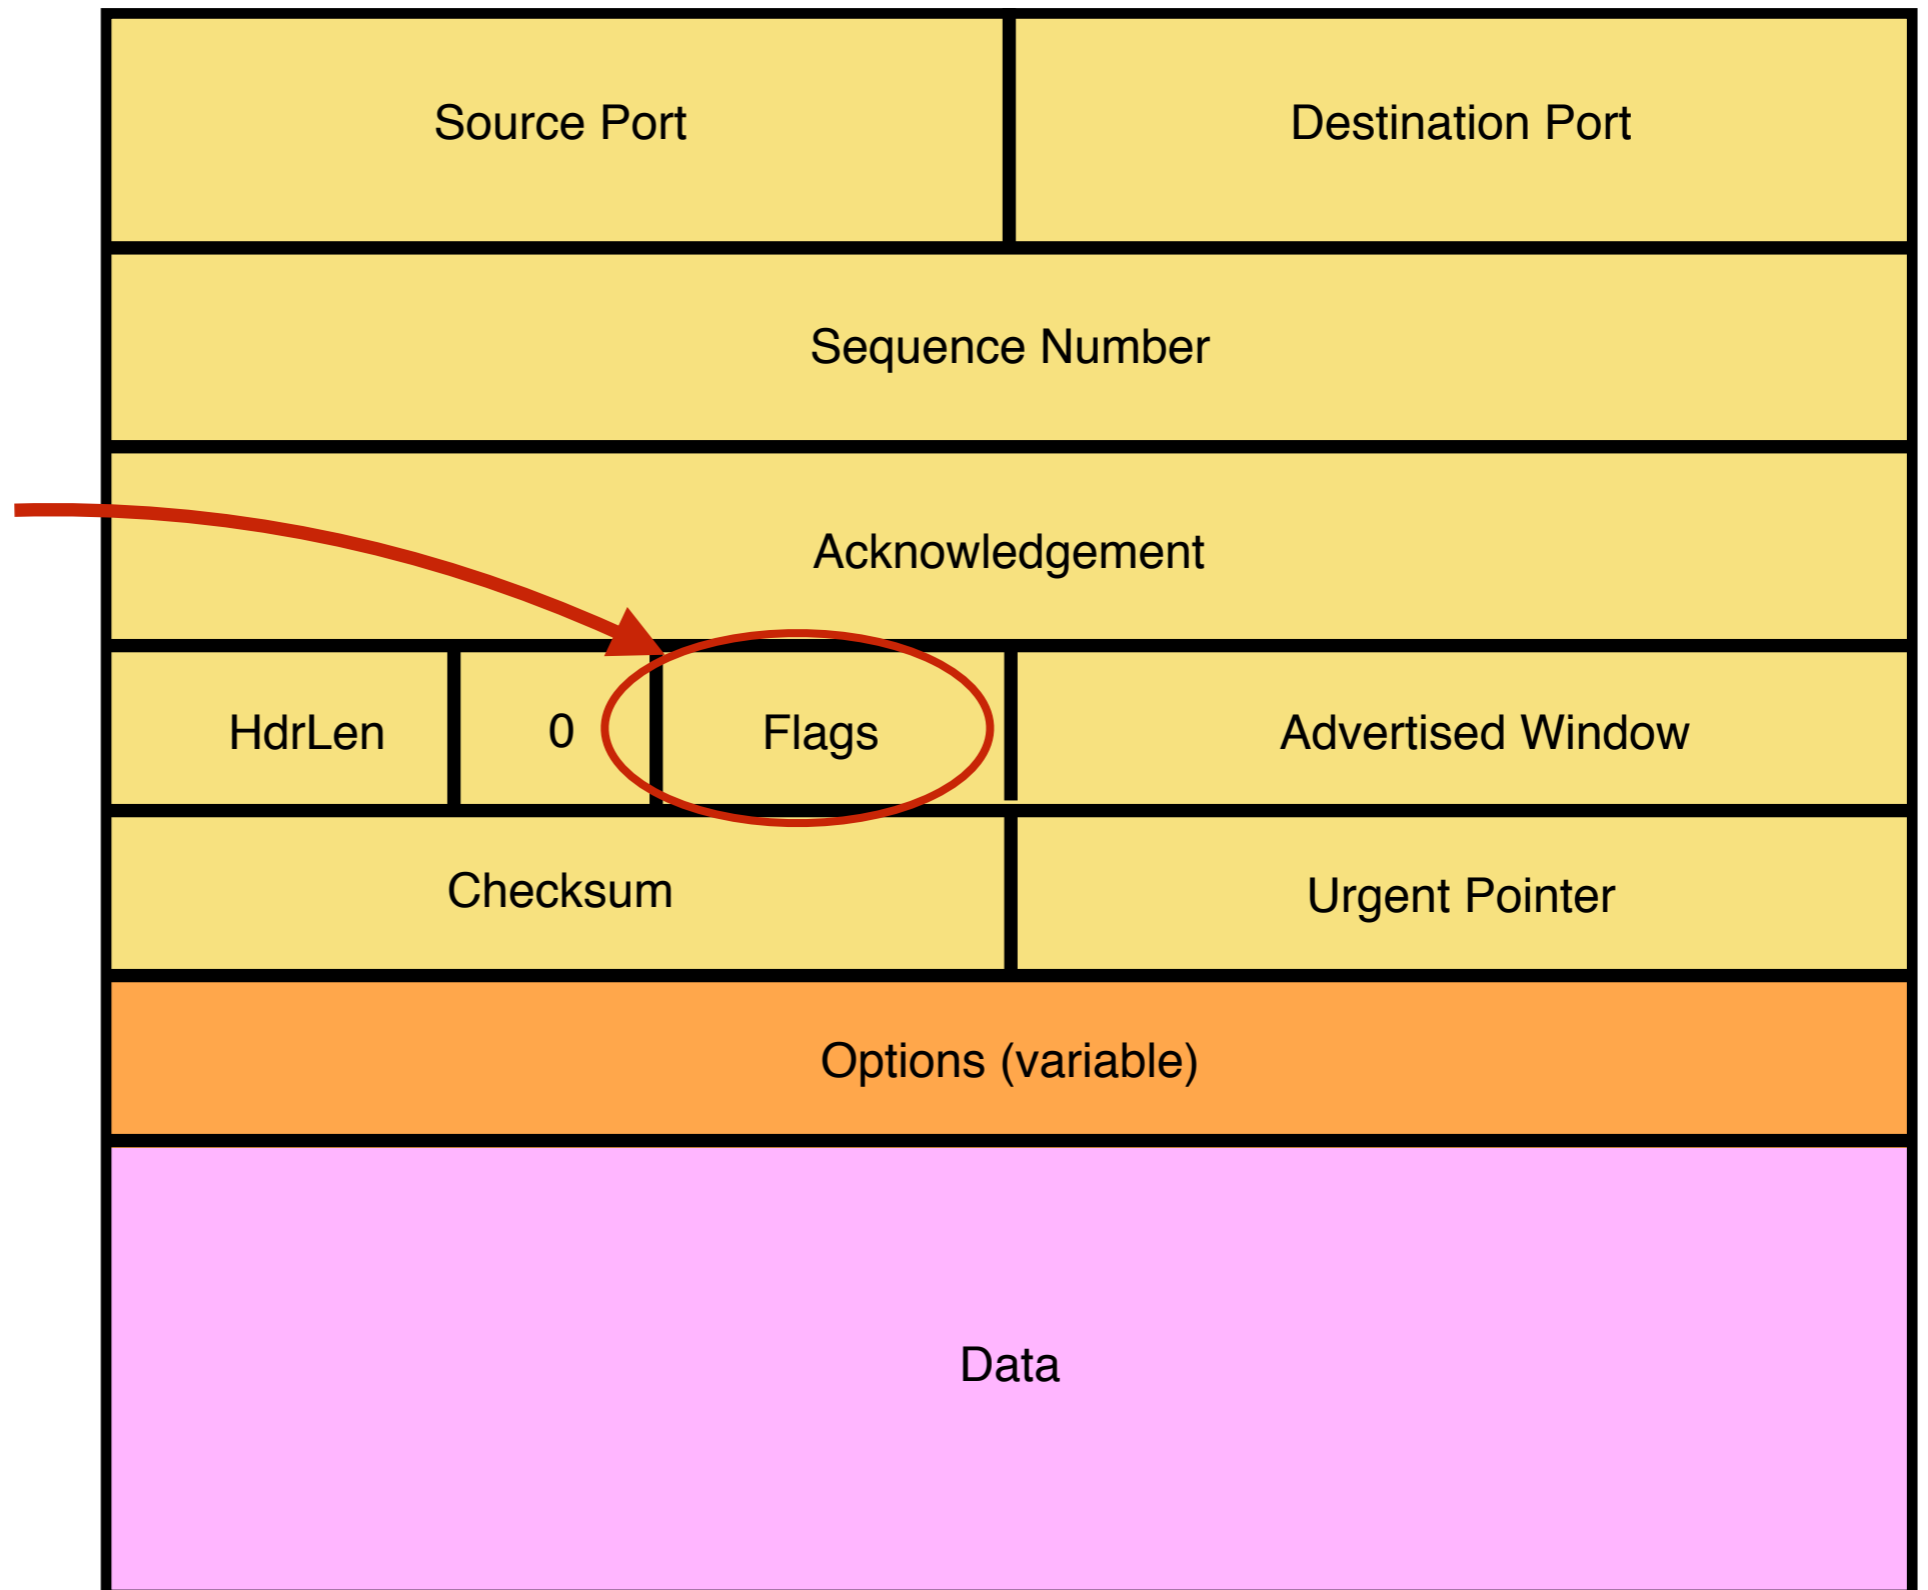 Source Port
Destination Port
Sequence Number
Acknowledgement
HdrLen
0
Flags
Advertised Window
Checksum
Urgent Pointer
Options (variable)
Data